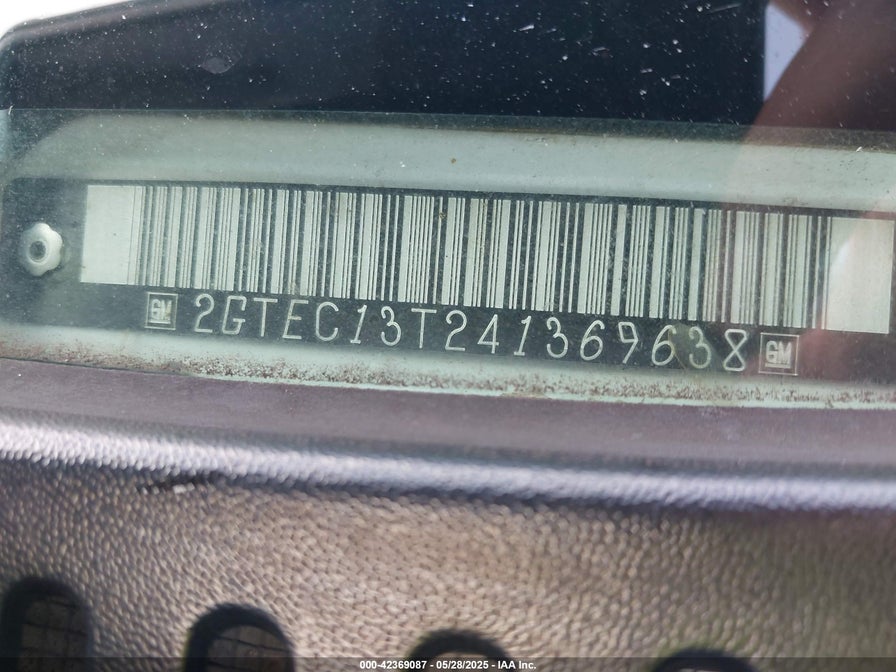 GM 2GTEC13T241369638 GM
000-42369087 - 05/28/2025 - IAA Inc.